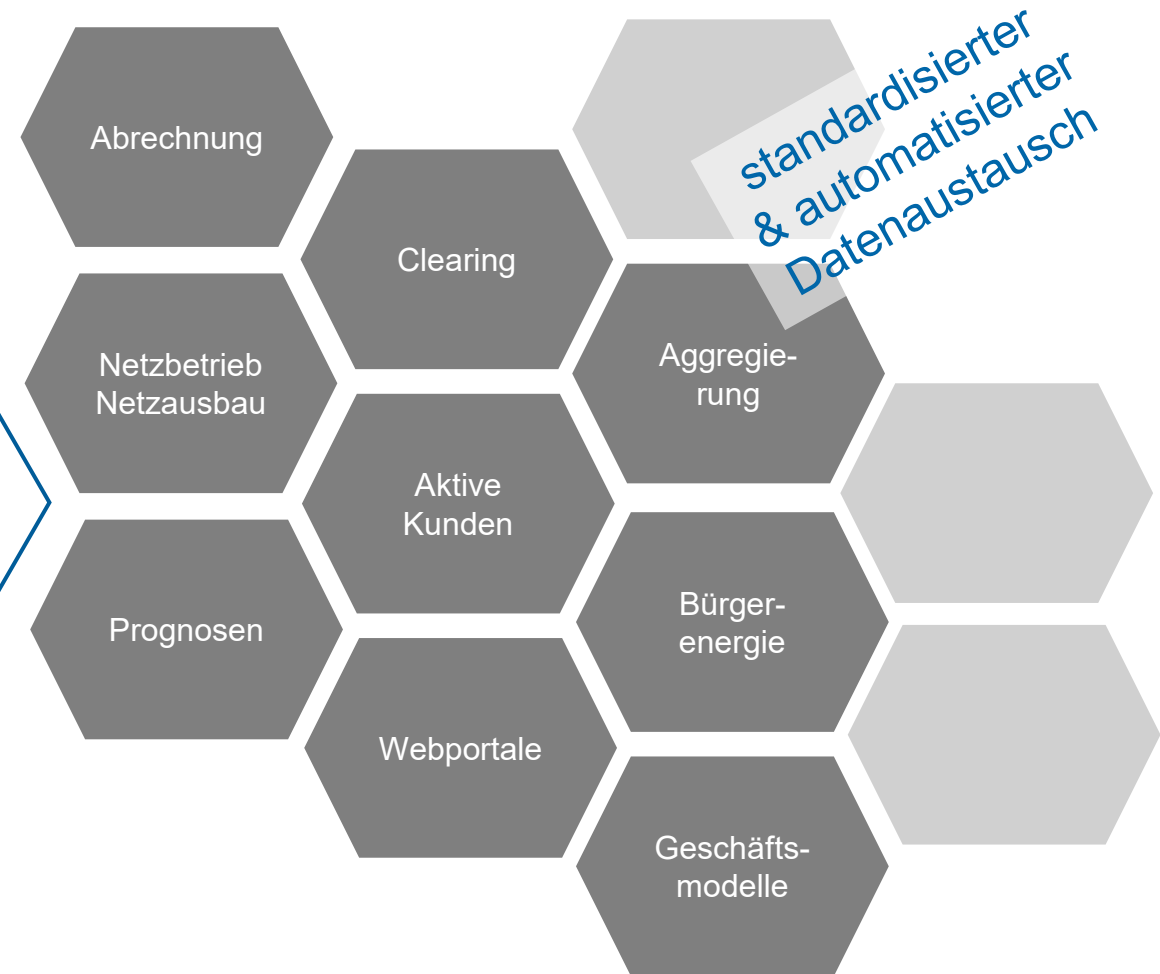 standardisierter
& automatisierter
Datenaustausch
Abrechnung
Clearing
Netzbetrieb
Netzausbau
Aggregie-
rung
Aktive
Kunden
Prognosen
Bürger-
energie
Webportale
Geschäfts-
modelle